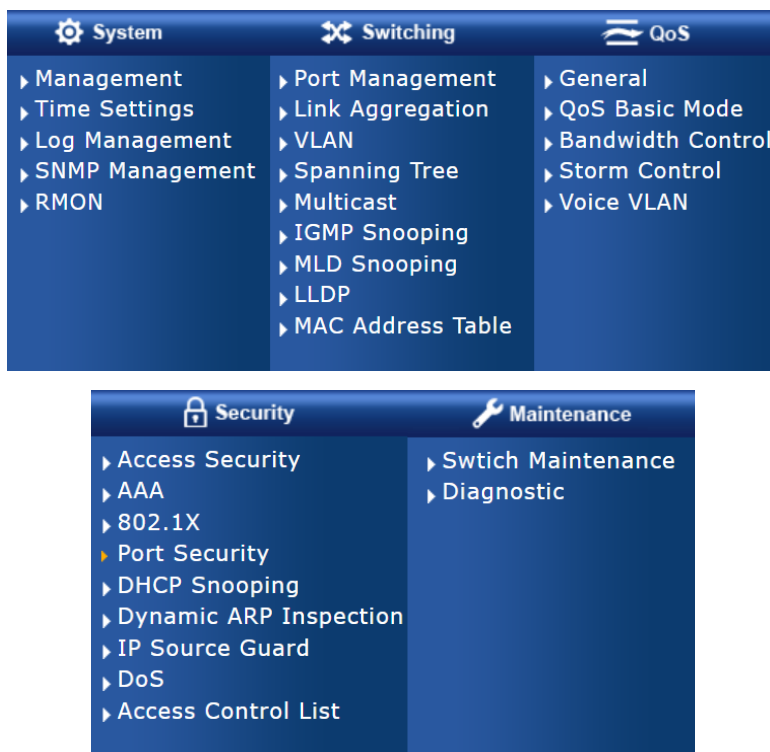 System
Management
Time Settings
Log Management
SNMP Management
RMON
Switching
Port Management
Link Aggregation
VLAN
Spanning Tree
Multicast
IGMP Snooping
MLD Snooping
LLDP
MAC Address Table
QoS
General
QoS Basic Mode
Bandwidth Control
Storm Control
Voice VLAN
Security
Access Security
AAA
802.1X
Port Security
DHCP Snooping
Dynamic ARP Inspection
IP Source Guard
DoS
Access Control List
Maintenance
Swtich Maintenance
Diagnostic